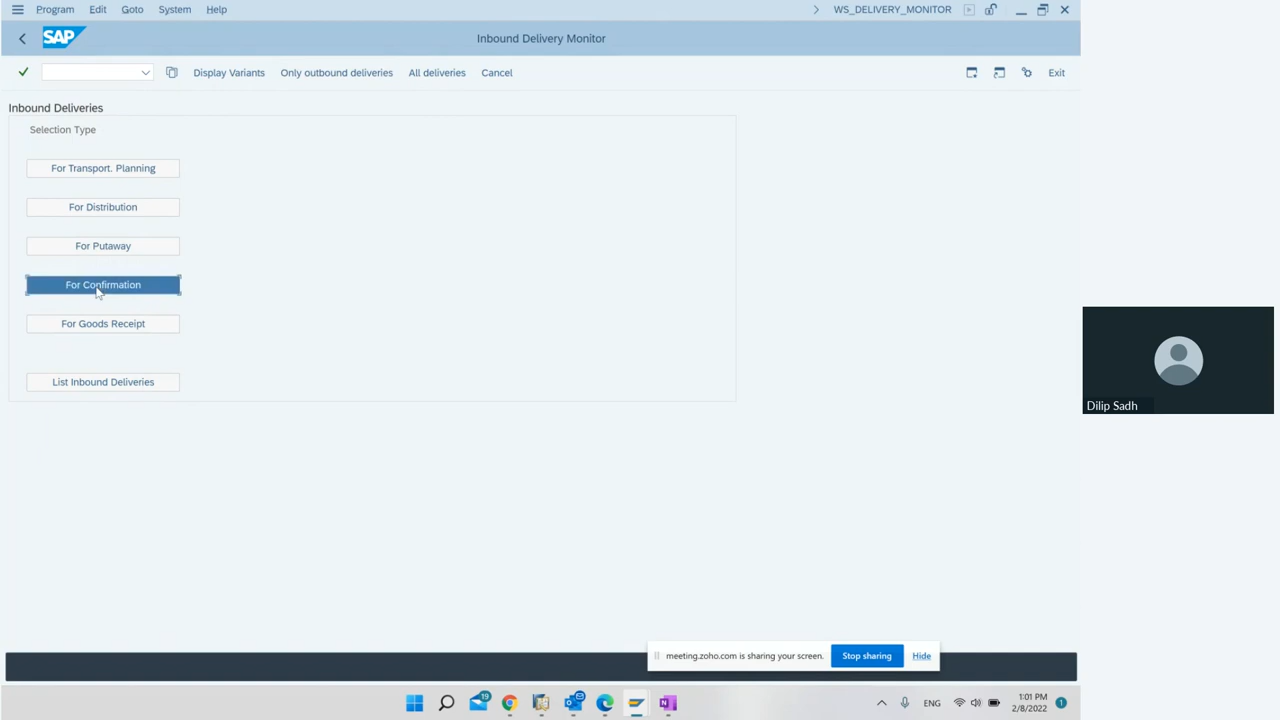 Program Edit Goto System Help WS_DELIVERY_MONITOR
SAP Inbound Delivery Monitor
Display Variants Only outbound deliveries All deliveries Cancel Exit
Inbound Deliveries
Selection Type
For Transport. Planning
For Distribution
For Putaway
For Confirmation
For Goods Receipt
List Inbound Deliveries
Dilip Sadh
meeting.zoho.com is sharing your screen. Stop sharing Hide
19
ENG
1:01 PM
2/8/2022
1